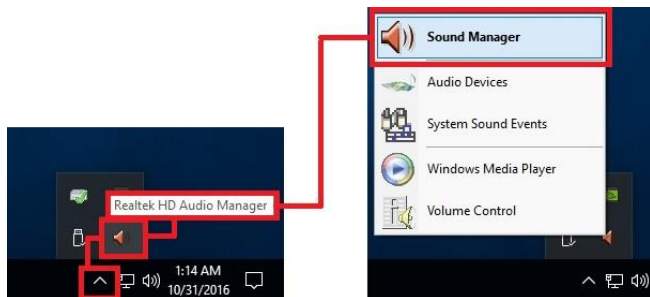 Realtek HD Audio Manager
1:14 AM
10/31/2016
Sound Manager
Audio Devices
System Sound Events
Windows Media Player
Volume Control